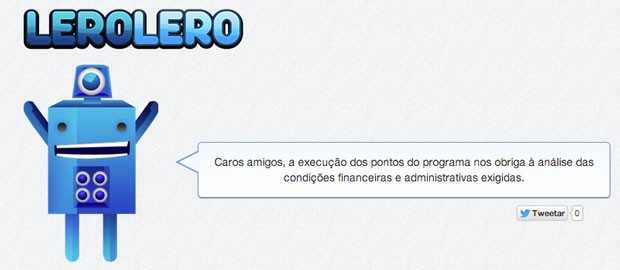 LEROLERO
Caros amigos, a execução dos pontos do programa nos obriga à análise das
condições financeiras e administrativas exigidas.
Tweetar 0